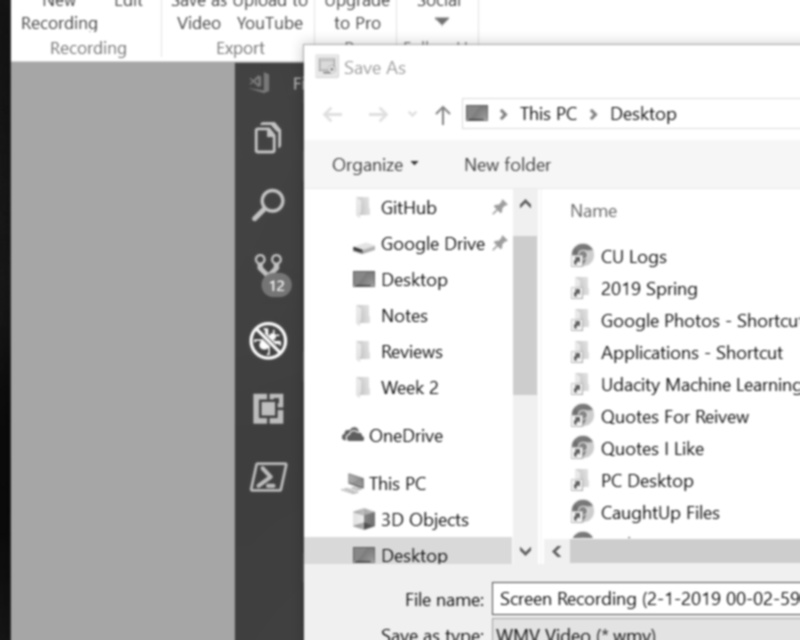 New Edit Save as Upload to Upgrade Social
Recording Video YouTube to Pro
Recording Export
Save As
This PC > Desktop
Organize New folder
GitHub
Google Drive
Desktop
Notes
Reviews
Week 2
OneDrive
This PC
3D Objects
Desktop
Name
CU Logs
2019 Spring
Google Photos - Shortcut
Applications - Shortcut
Udacity Machine Learning
Quotes For Reivew
Quotes I Like
PC Desktop
CaughtUp Files
12
File name: Screen Recording (2-1-2019 00-02-59
Save as type: WMV Video (*.wmv)